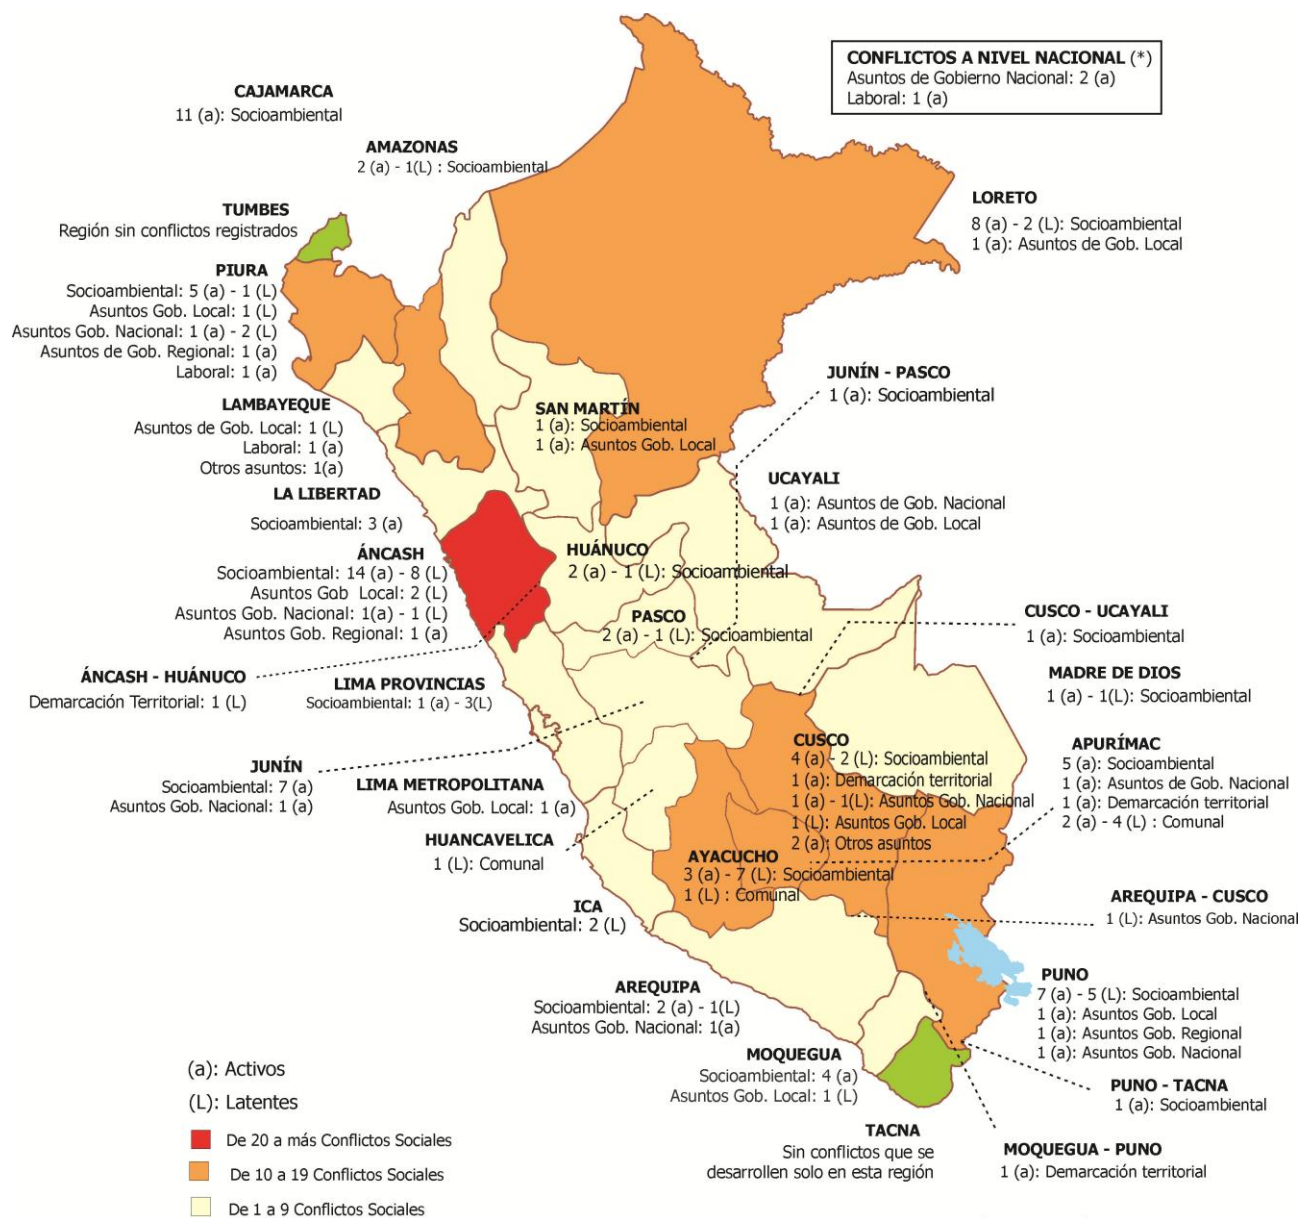 CONFLICTOS A NIVEL NACIONAL (*)
Asuntos de Gobierno Nacional: 2 (a)
Laboral: 1 (a)
CAJAMARCA
11 (a): Socioambiental
AMAZONAS
2 (a) - 1(L) : Socioambiental
TUMBES
Región sin conflictos registrados
LORETO
8 (a) - 2 (L): Socioambiental
1 (a): Asuntos de Gob. Local
PIURA
Socioambiental: 5 (a) - 1 (L)
Asuntos Gob. Local: 1 (L)
Asuntos Gob. Nacional: 1 (a) - 2 (L)
Asuntos de Gob. Regional: 1 (a)
Laboral: 1 (a)
JUNÍN - PASCO
1 (a): Socioambiental
LAMBAYEQUE
Asuntos de Gob. Local: 1 (L)
Laboral: 1 (a)
Otros asuntos: 1(a)
SAN MARTÍN
1 (a): Socioambiental
1 (a): Asuntos Gob. Local
UCAYALI
1 (a): Asuntos de Gob. Nacional
1 (a): Asuntos de Gob. Local
LA LIBERTAD
Socioambiental: 3 (a)
ÁNCASH
Socioambiental: 14 (a) - 8 (L)
Asuntos Gob Local: 2 (L)
Asuntos Gob. Nacional: 1(a) - 1 (L)
Asuntos Gob. Regional: 1 (a)
HUÁNUCO
2 (a) - 1 (L): Socioambiental
PASCO
2 (a) - 1 (L): Socioambiental
CUSCO - UCAYALI
1 (a): Socioambiental
ÁNCASH - HUÁNUCO
Demarcación Territorial: 1 (L)
LIMA PROVINCIAS
Socioambiental: 1 (a) - 3(L)
MADRE DE DIOS
1 (a) - 1(L): Socioambiental
CUSCO
4 (a) - 2 (L): Socioambiental
1 (a): Demarcación territorial
1 (a) - 1(L): Asuntos Gob. Nacional
1 (L): Asuntos Gob. Local
2 (a): Otros asuntos
APURÍMAC
5 (a): Socioambiental
1 (a): Asuntos de Gob. Nacional
1 (a): Demarcación territorial
2 (a) - 4 (L) : Comunal
JUNÍN
Socioambiental: 7 (a)
Asuntos Gob. Nacional: 1 (a)
LIMA METROPOLITANA
Asuntos Gob. Local: 1 (a)
HUANCAVELICA
1 (L): Comunal
AYACUCHO
3 (a) - 7 (L): Socioambiental
1 (L) : Comunal
AREQUIPA - CUSCO
1 (L): Asuntos Gob. Nacional
ICA
Socioambiental: 2 (L)
AREQUIPA
Socioambiental: 2 (a) - 1(L)
Asuntos Gob. Nacional: 1(a)
PUNO
7 (a) - 5 (L): Socioambiental
1 (a): Asuntos Gob. Local
1 (a): Asuntos Gob. Regional
1 (a): Asuntos Gob. Nacional
MOQUEGUA
Socioambiental: 4 (a)
Asuntos Gob. Local: 1 (L)
PUNO - TACNA
1 (a): Socioambiental
TACNA
Sin conflictos que se
desarrollen solo en esta región
MOQUEGUA - PUNO
1 (a): Demarcación territorial
(a): Activos
(L): Latentes
De 20 a más Conflictos Sociales
De 10 a 19 Conflictos Sociales
De 1 a 9 Conflictos Sociales